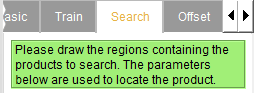 asic Train Search Offset
Please draw the regions containing the
products to search. The parameters
below are used to locate the product.